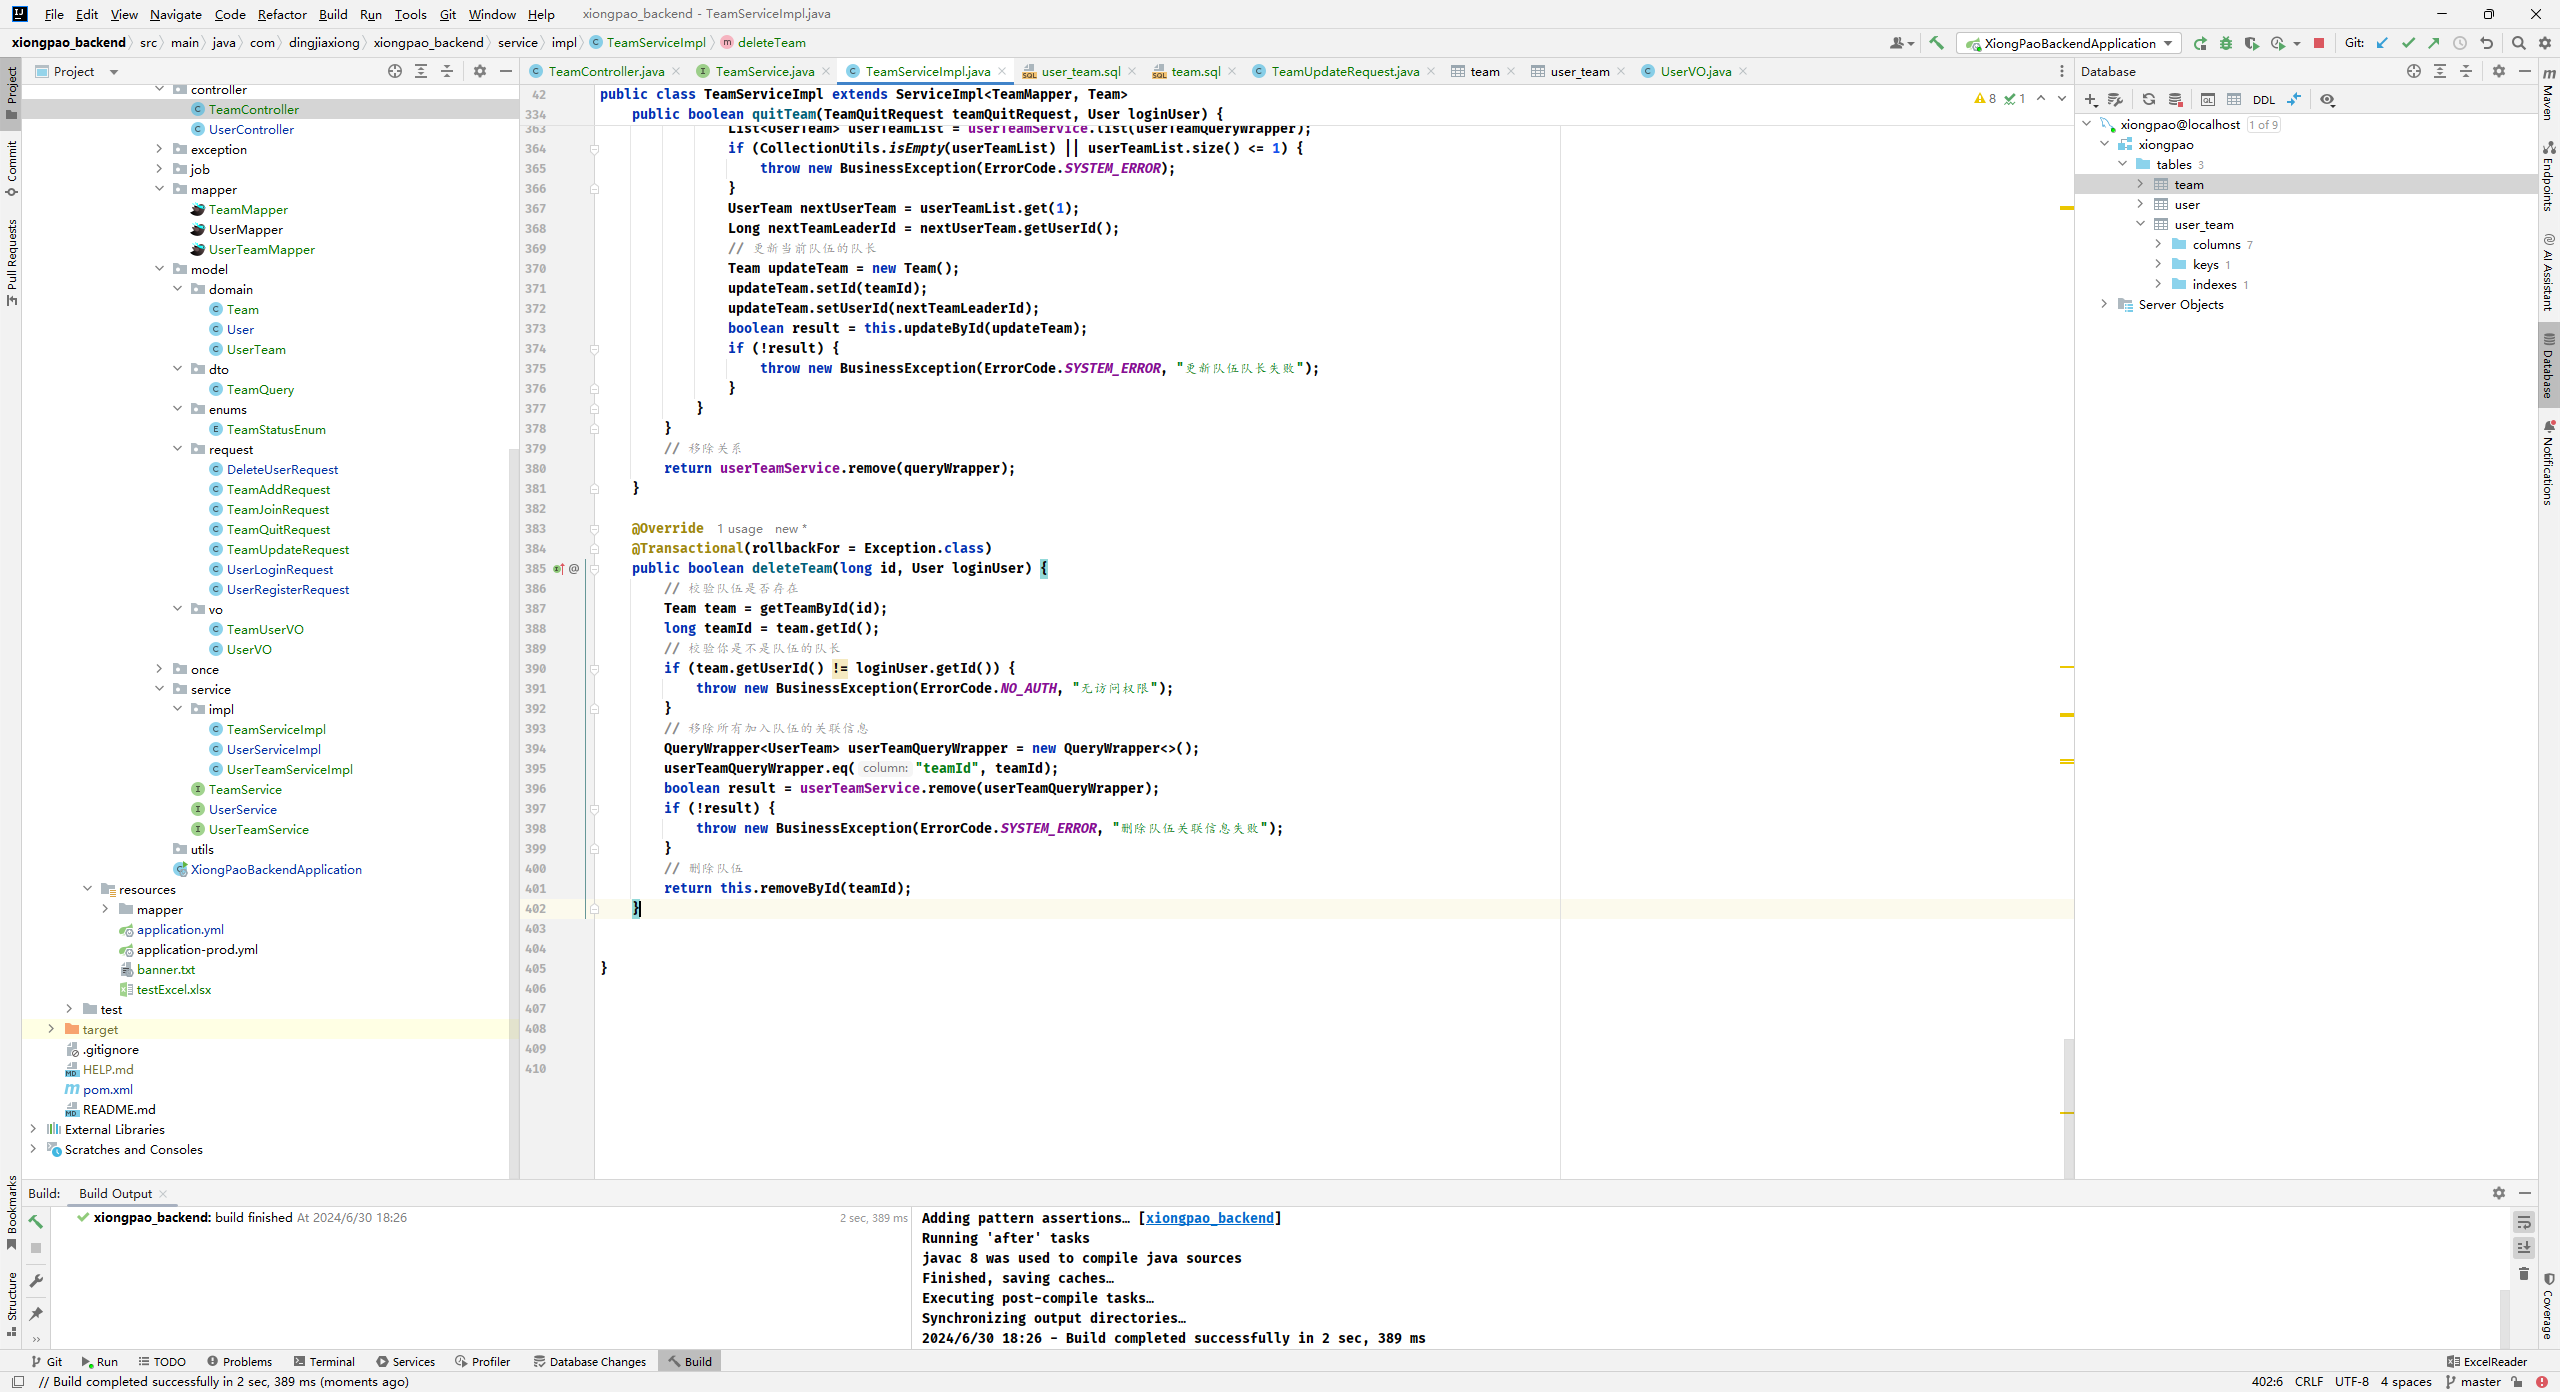 File Edit View Navigate Code Refactor Build Run Tools Git Window Help xiongpao_backend - TeamServiceImpl.java
xiongpao_backend src main java com dingjiaxiong xiongpao_backend service impl TeamServiceImpl deleteTeam
XiongPaoBackendApplication Git:
Project
TeamController.java TeamService.java TeamServiceImpl.java user_team.sql team.sql TeamUpdateRequest.java team user_team UserVO.java
Database
controller
TeamController
UserController
exception
job
mapper
TeamMapper
UserMapper
UserTeamMapper
model
domain
Team
User
UserTeam
dto
TeamQuery
enums
TeamStatusEnum
request
DeleteUserRequest
TeamAddRequest
TeamJoinRequest
TeamQuitRequest
TeamUpdateRequest
UserLoginRequest
UserRegisterRequest
vo
TeamUserVO
UserVO
once
service
impl
TeamServiceImpl
UserServiceImpl
UserTeamServiceImpl
TeamService
UserService
UserTeamService
utils
XiongPaoBackendApplication
resources
mapper
application.yml
application-prod.yml
banner.txt
testExcel.xlsx
test
target
.gitignore
HELP.md
pom.xml
README.md
External Libraries
Scratches and Consoles
42 public class TeamServiceImpl extends ServiceImpl<TeamMapper, Team>
334 public boolean quitTeam(TeamQuitRequest teamQuitRequest, User loginUser) {
363 List<UserTeam> userTeamList = userTeamService.list(userTeamQueryWrapper);
364 if (CollectionUtils.isEmpty(userTeamList) || userTeamList.size() <= 1) {
365 throw new BusinessException(ErrorCode.SYSTEM_ERROR);
366 }
367 UserTeam nextUserTeam = userTeamList.get(1);
368 Long nextTeamLeaderId = nextUserTeam.getUserId();
369 // 更新当前队伍的队长
370 Team updateTeam = new Team();
371 updateTeam.setId(teamId);
372 updateTeam.setUserId(nextTeamLeaderId);
373 boolean result = this.updateById(updateTeam);
374 if (!result) {
375 throw new BusinessException(ErrorCode.SYSTEM_ERROR, "更新队伍队长失败");
376 }
377 }
378 }
379 // 移除关系
380 return userTeamService.remove(queryWrapper);
381 }
382
383 @Override 1 usage new *
384 @Transactional(rollbackFor = Exception.class)
385 public boolean deleteTeam(long id, User loginUser) {
386 // 校验队伍是否存在
387 Team team = getTeamById(id);
388 long teamId = team.getId();
389 // 校验你是不是队伍的队长
390 if (team.getUserId() != loginUser.getId()) {
391 throw new BusinessException(ErrorCode.NO_AUTH, "无访问权限");
392 }
393 // 移除所有加入队伍的关联信息
394 QueryWrapper<UserTeam> userTeamQueryWrapper = new QueryWrapper<>();
395 userTeamQueryWrapper.eq( column: "teamId", teamId);
396 boolean result = userTeamService.remove(userTeamQueryWrapper);
397 if (!result) {
398 throw new BusinessException(ErrorCode.SYSTEM_ERROR, "删除队伍关联信息失败");
399 }
400 // 删除队伍
401 return this.removeById(teamId);
402 }
403
404
405 }
406
407
408
409
410
8 1
DDL
xiongpao@localhost 1 of 9
xiongpao
tables 3
team
user
user_team
columns 7
keys 1
indexes 1
Server Objects
Project
Commit
Pull Requests
Bookmarks
Structure
Maven
Endpoints
AI Assistant
Database
Notifications
Coverage
Build: Build Output
xiongpao_backend: build finished At 2024/6/30 18:26 2 sec, 389 ms
Adding pattern assertions… [xiongpao_backend]
Running 'after' tasks
javac 8 was used to compile java sources
Finished, saving caches…
Executing post-compile tasks…
Synchronizing output directories…
2024/6/30 18:26 - Build completed successfully in 2 sec, 389 ms
Git Run TODO Problems Terminal Services Profiler Database Changes Build ExcelReader
// Build completed successfully in 2 sec, 389 ms (moments ago) 402:6 CRLF UTF-8 4 spaces master